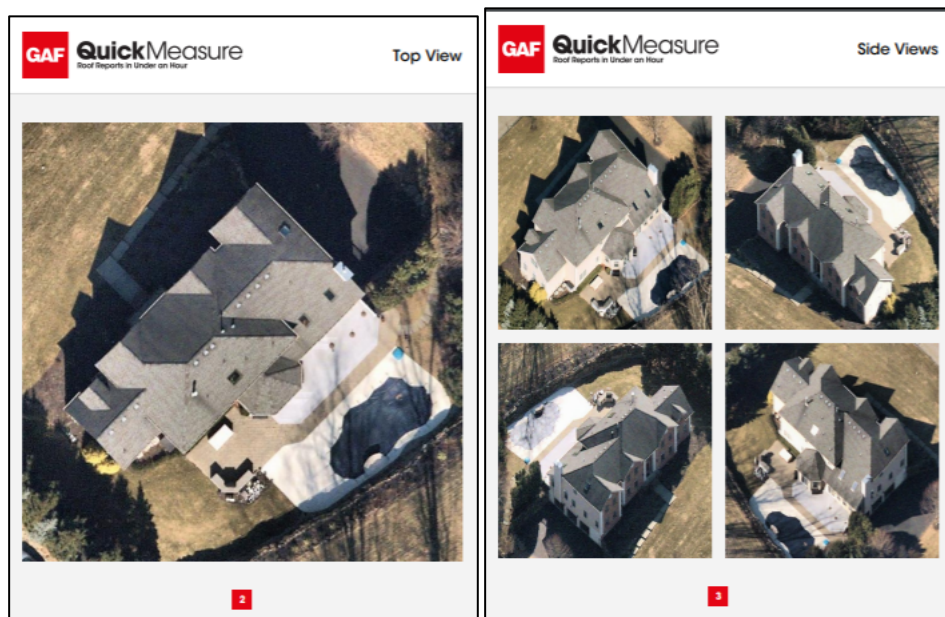 GAF QuickMeasure
Roof Reports in Under an Hour
Top View
2
GAF QuickMeasure
Roof Reports in Under an Hour
Side Views
3